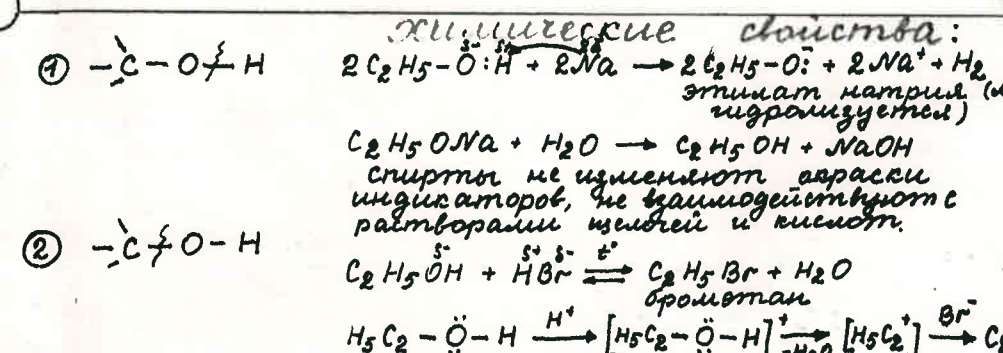 химические свойства:
① -C-O-H 2C₂H₅-O:H + 2Na → 2C₂H₅-O:⁻ + 2Na⁺ + H₂
этилат натрия (
гидролизуется)
C₂H₅ONa + H₂O → C₂H₅OH + NaOH
спирты не изменяют окраски
индикаторов, не взаимодействуют с
растворами щелочей и кислот.
② -C-O-H
C₂H₅OH + HBr ⇄ C₂H₅Br + H₂O
бромэтан
H₅C₂-Ö-H H⁺→ [H₅C₂-Ö-H]⁺ → [H₅C₂⁺] Br⁻→ C₂